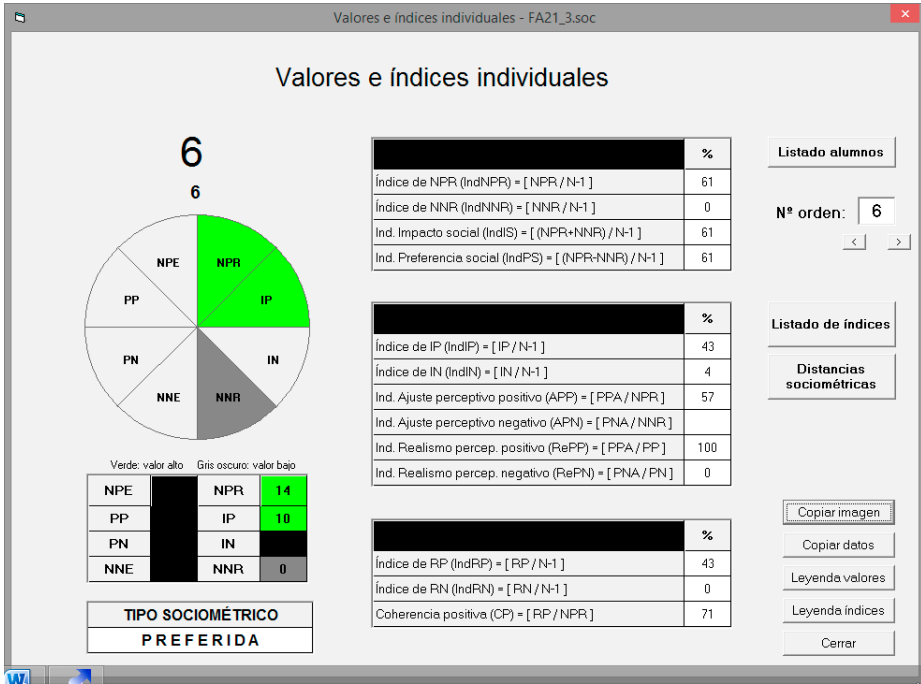 Valores e índices individuales - FA21_3.soc
Valores e índices individuales
6
6
NPE
NPR
PP
IP
PN
IN
NNE
NNR
Verde: valor alto Gris oscuro: valor bajo
NPE NPR 14
PP IP 10
PN IN
NNE NNR 0
TIPO SOCIOMÉTRICO
PREFERIDA
%
Índice de NPR (IndNPR) = [ NPR / N-1 ] 61
Índice de NNR (IndNNR) = [ NNR / N-1 ] 0
Ind. Impacto social (IndIS) = [ (NPR+NNR) / N-1 ] 61
Ind. Preferencia social (IndPS) = [ (NPR-NNR) / N-1 ] 61
%
Índice de IP (IndIP) = [ IP / N-1 ] 43
Índice de IN (IndIN) = [ IN / N-1 ] 4
Ind. Ajuste perceptivo positivo (APP) = [ PPA / NPR ] 57
Ind. Ajuste perceptivo negativo (APN) = [ PNA / NNR ]
Ind. Realismo percep. positivo (RePP) = [ PPA / PP ] 100
Ind. Realismo percep. negativo (RePN) = [ PNA / PN ] 0
%
Índice de RP (IndRP) = [ RP / N-1 ] 43
Índice de RN (IndRN) = [ RN / N-1 ] 0
Coherencia positiva (CP) = [ RP / NPR ] 71
Listado alumnos
Nº orden: 6
< >
Listado de índices
Distancias
sociométricas
Copiar imagen
Copiar datos
Leyenda valores
Leyenda índices
Cerrar
W